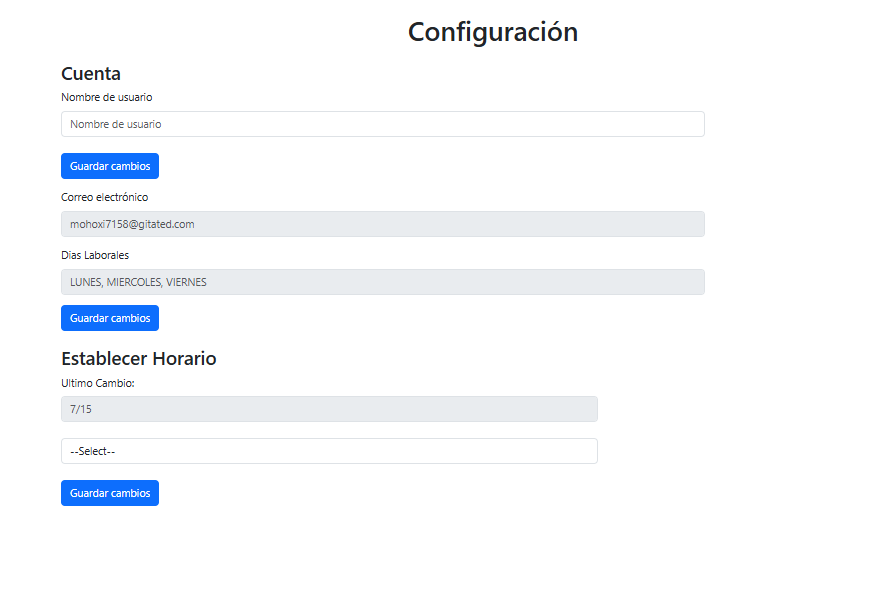 Configuración
Cuenta
Nombre de usuario
Nombre de usuario
Guardar cambios
Correo electrónico
mohoxi7158@gitated.com
Dias Laborales
LUNES, MIERCOLES, VIERNES
Guardar cambios
Establecer Horario
Ultimo Cambio:
7/15
--Select--
Guardar cambios